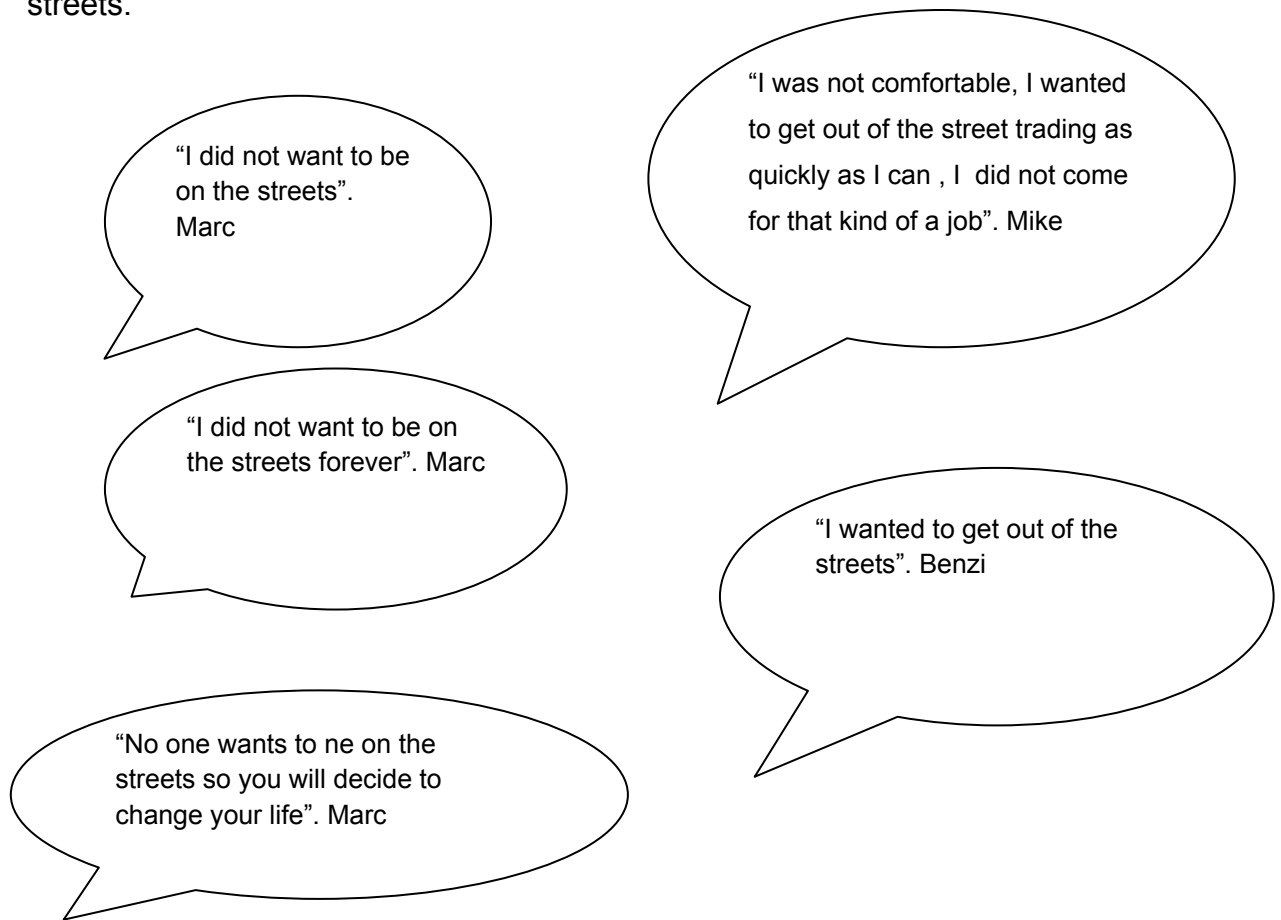 streets.
“I did not want to be
on the streets”.
Marc
“I was not comfortable, I wanted
to get out of the street trading as
quickly as I can , I did not come
for that kind of a job”. Mike
“I did not want to be on
the streets forever”. Marc
“I wanted to get out of the
streets”. Benzi
“No one wants to ne on the
streets so you will decide to
change your life”. Marc